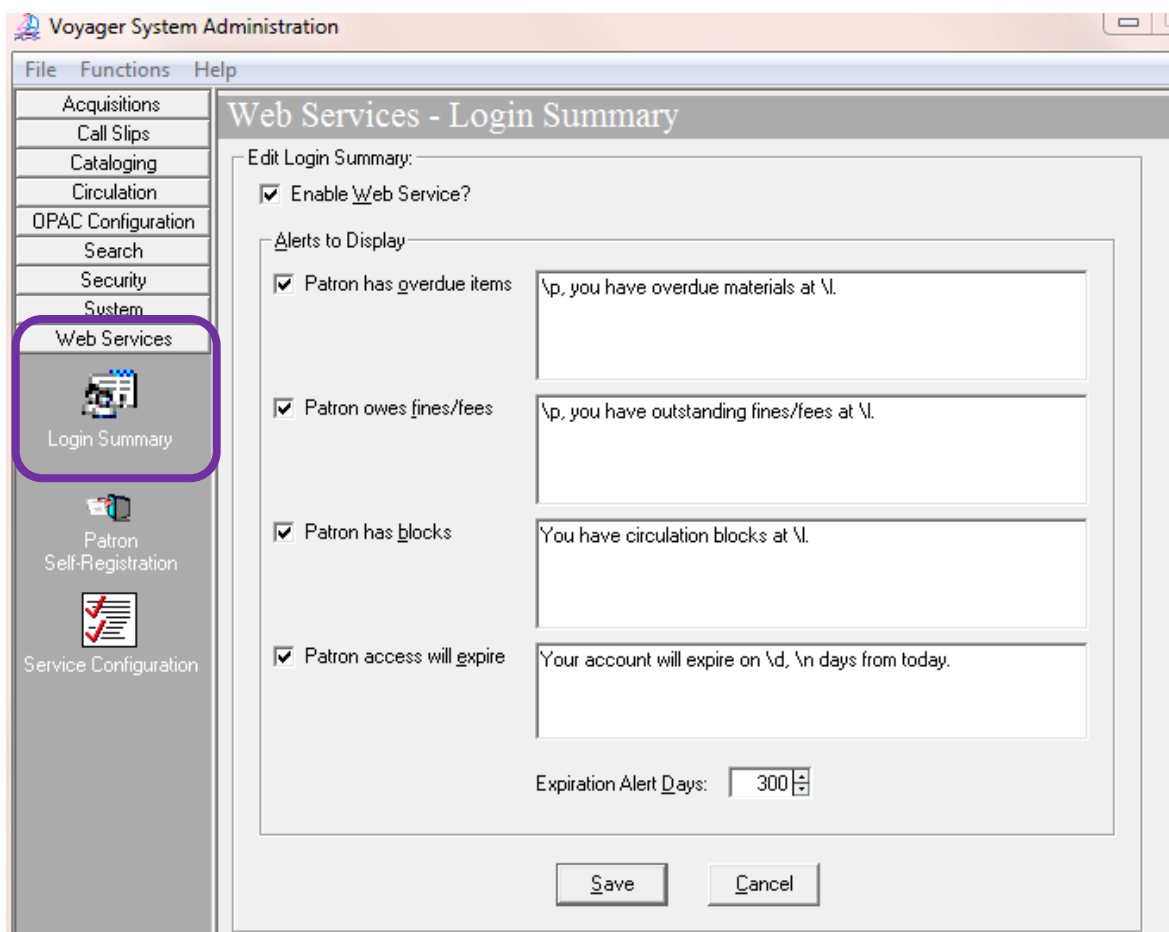 Voyager System Administration
File Functions Help
Acquisitions
Call Slips
Cataloging
Circulation
OPAC Configuration
Search
Security
System
Web Services
Login Summary
Patron
Self-Registration
Service Configuration
Web Services - Login Summary
Edit Login Summary:
Enable Web Service?
Alerts to Display
Patron has overdue items
\p, you have overdue materials at \l.
Patron owes fines/fees
\p, you have outstanding fines/fees at \l.
Patron has blocks
You have circulation blocks at \l.
Patron access will expire
Your account will expire on \d, \n days from today.
Expiration Alert Days: 300
Save Cancel